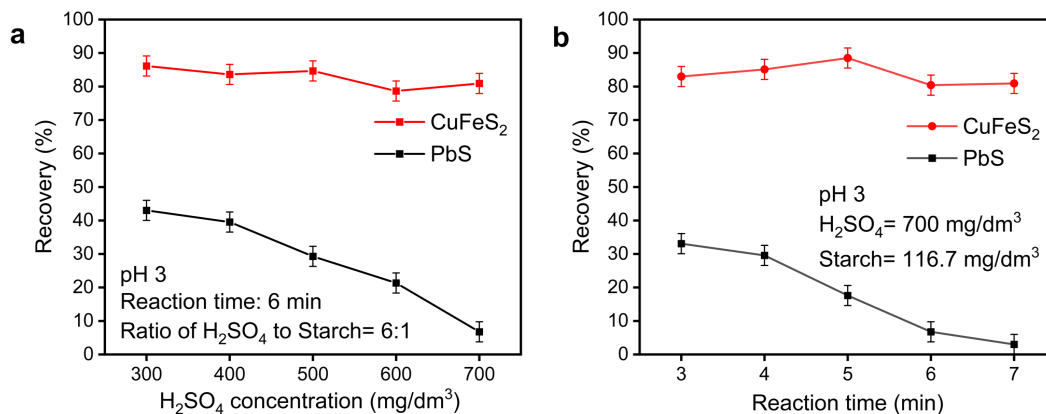 a
100
90
80
70
60
50
40
30
20
10
0
Recovery (%)
CuFeS₂
PbS
pH 3
Reaction time: 6 min
Ratio of H₂SO₄ to Starch= 6:1
300 400 500 600 700
H₂SO₄ concentration (mg/dm³)
b
100
90
80
70
60
50
40
30
20
10
0
Recovery (%)
CuFeS₂
PbS
pH 3
H₂SO₄= 700 mg/dm³
Starch= 116.7 mg/dm³
3 4 5 6 7
Reaction time (min)